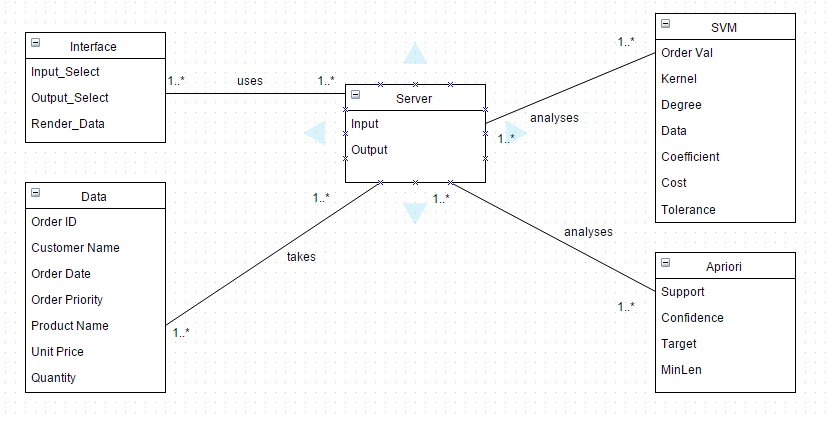 Interface
Input_Select
Output_Select
Render_Data
1..*
uses
1..*
Server
Input
Output
1..*
analyses
1..*
SVM
Order Val
Kernel
Degree
Data
Coefficient
Cost
Tolerance
Data
Order ID
Customer Name
Order Date
Order Priority
Product Name
Unit Price
Quantity
1..*
takes
1..*
1..*
analyses
1..*
Apriori
Support
Confidence
Target
MinLen